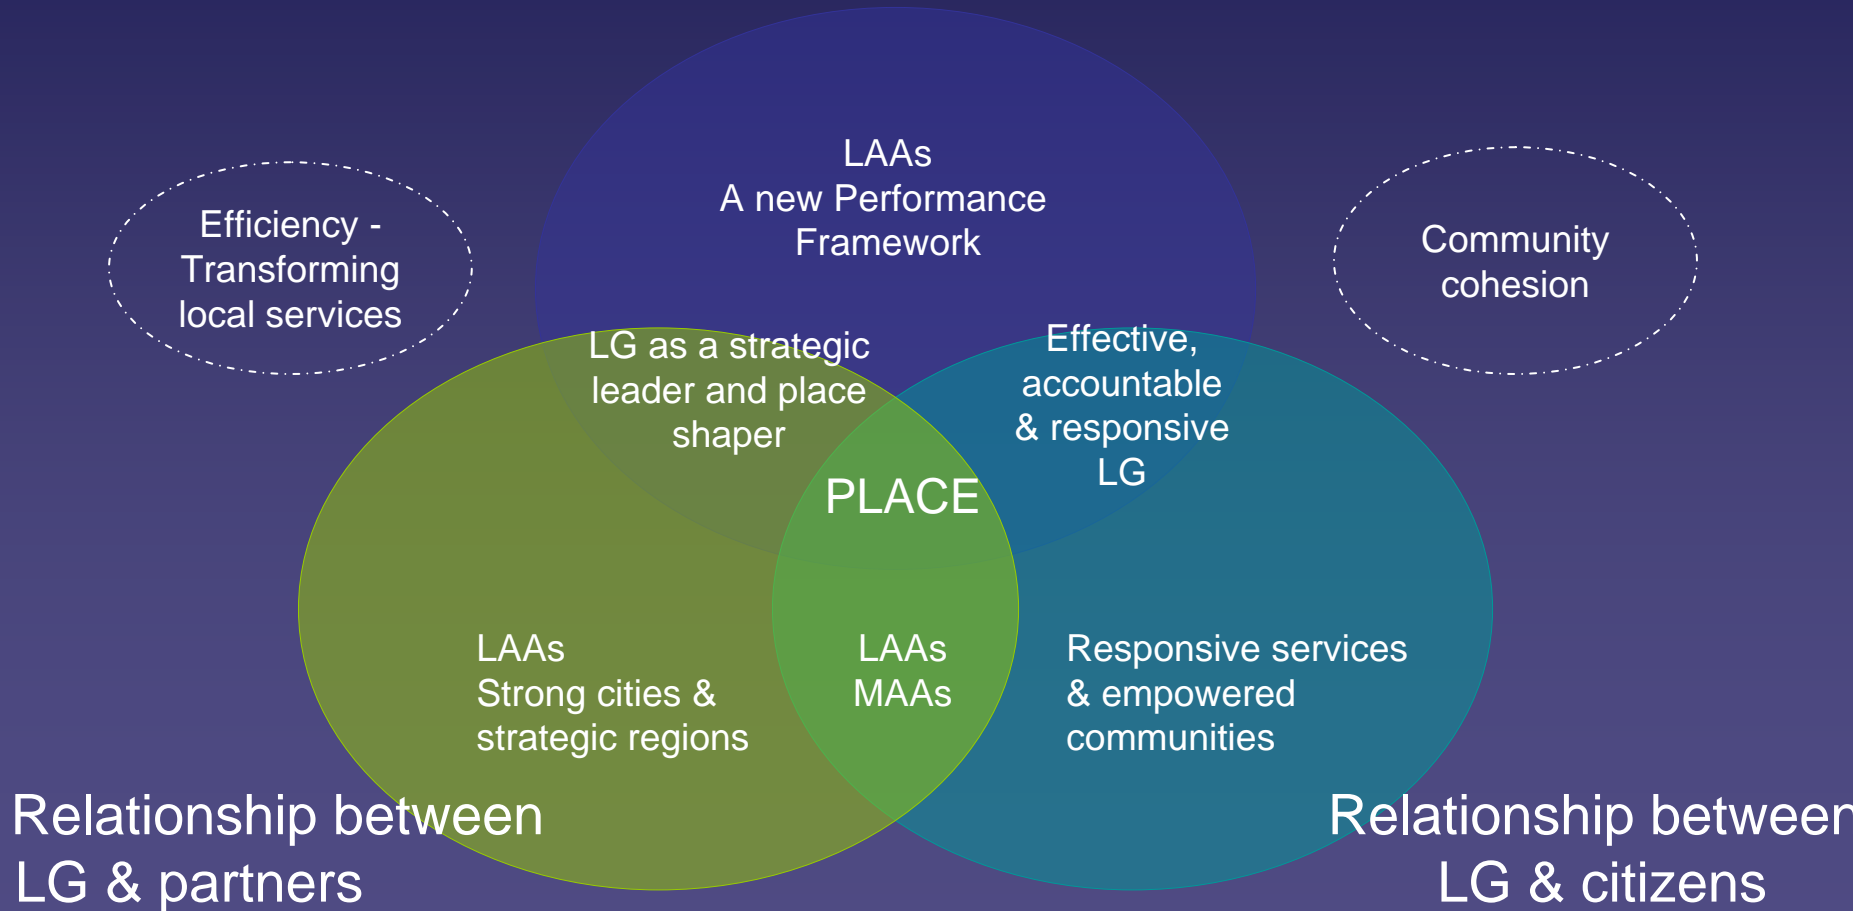 LAAs
A new Performance
Framework
Efficiency -
Transforming
local services
Community
cohesion
LG as a strategic
leader and place
shaper
Effective,
accountable
& responsive
LG
PLACE
LAAs
Strong cities &
strategic regions
LAAs
MAAs
Responsive services
& empowered
communities
Relationship between
LG & partners
Relationship between
LG & citizens